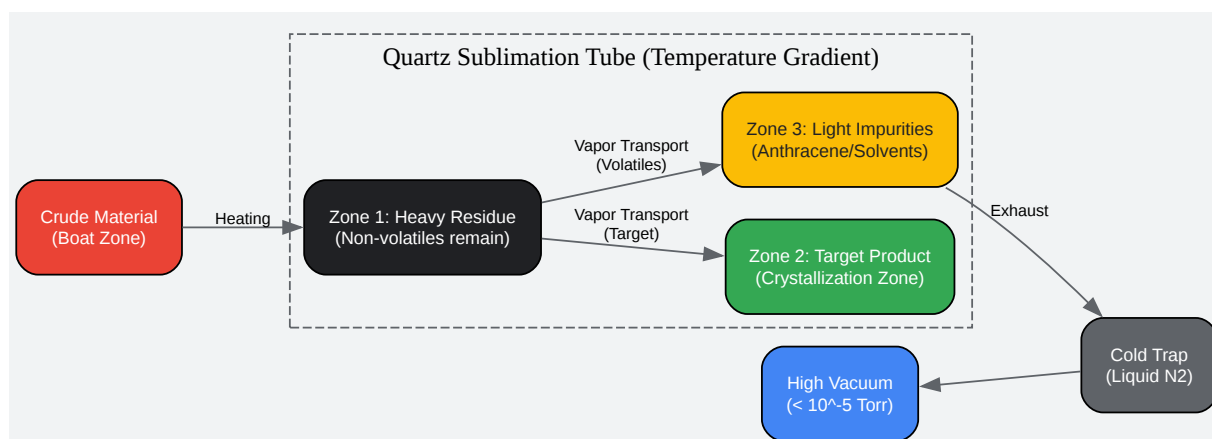 Quartz Sublimation Tube (Temperature Gradient)
Crude Material
(Boat Zone)
Heating
Zone 1: Heavy Residue
(Non-volatiles remain)
Vapor Transport
(Volatiles)
Vapor Transport
(Target)
Zone 3: Light Impurities
(Anthracene/Solvents)
Zone 2: Target Product
(Crystallization Zone)
Exhaust
Cold Trap
(Liquid N2)
High Vacuum
(< 10^-5 Torr)